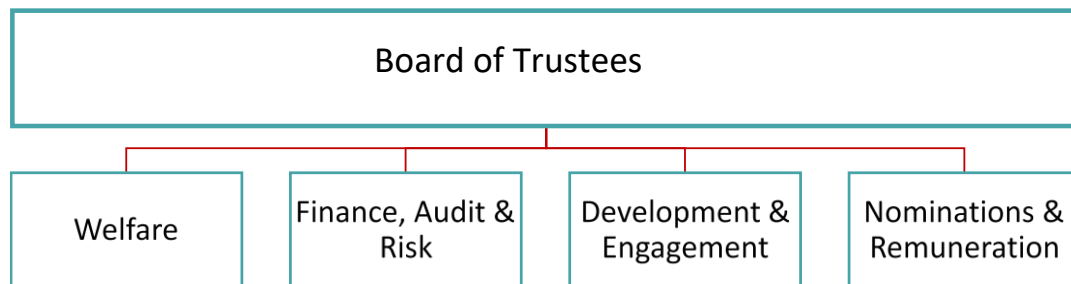 Board of Trustees
Welfare
Finance, Audit &
Risk
Development &
Engagement
Nominations &
Remuneration